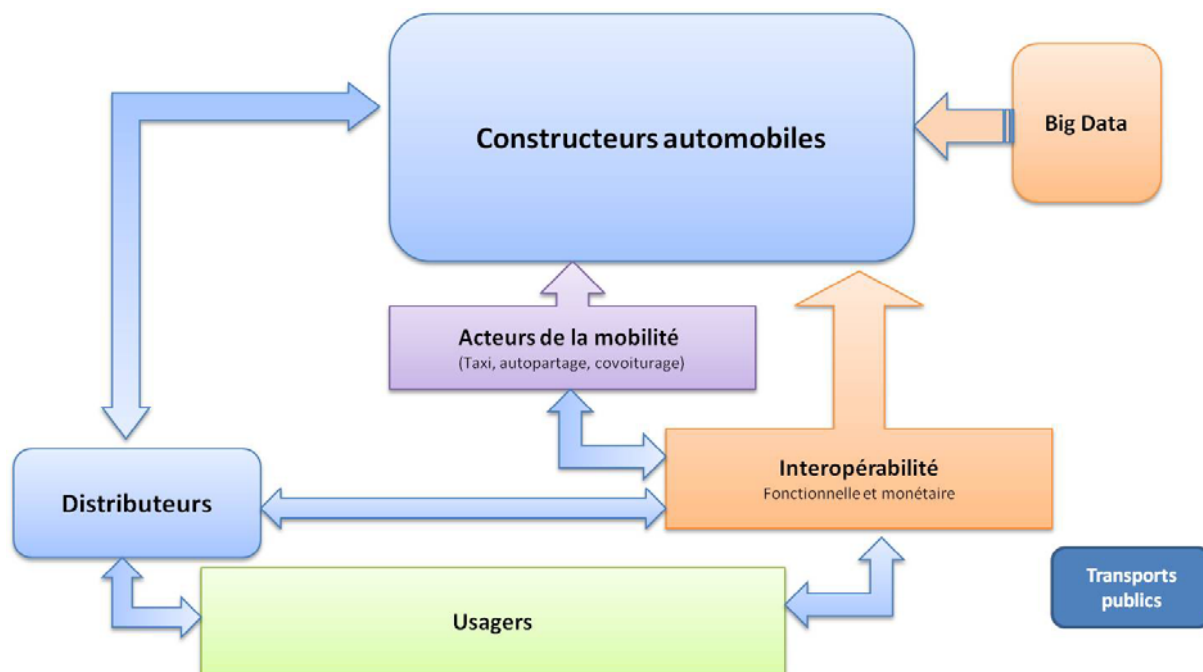 Constructeurs automobiles
Big Data
Acteurs de la mobilité
(Taxi, autopartage, covoiturage)
Interopérabilité
Fonctionnelle et monétaire
Distributeurs
Transports
publics
Usagers